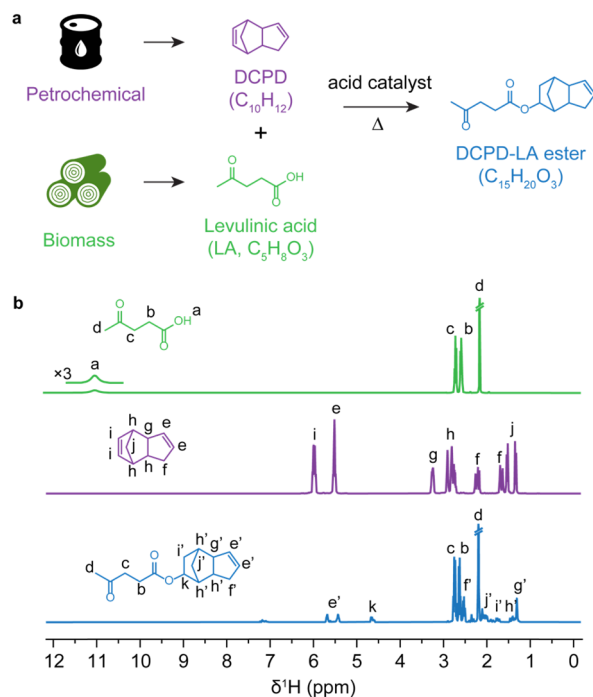 a
Petrochemical
DCPD
(C₁₀H₁₂)
+
acid catalyst
Δ
O
O
O
DCPD-LA ester
(C₁₅H₂₀O₃)
Biomass
O
OH
O
Levulinic acid
(LA, C₅H₈O₃)
b
O
b
OH a
d
c
O
×3
a
c b
d
h
g
e
i
j
e
i
h
h
f
i
e
g
h
f
f
j
h'
g'
e'
i'
j'
e'
d
c
O
O
b
O
k
h'
h'
f'
e'
k
c b
f'
d
j'
i'
h'
g'
12 11 10 9 8 7 6 5 4 3 2 1 0
δ¹H (ppm)